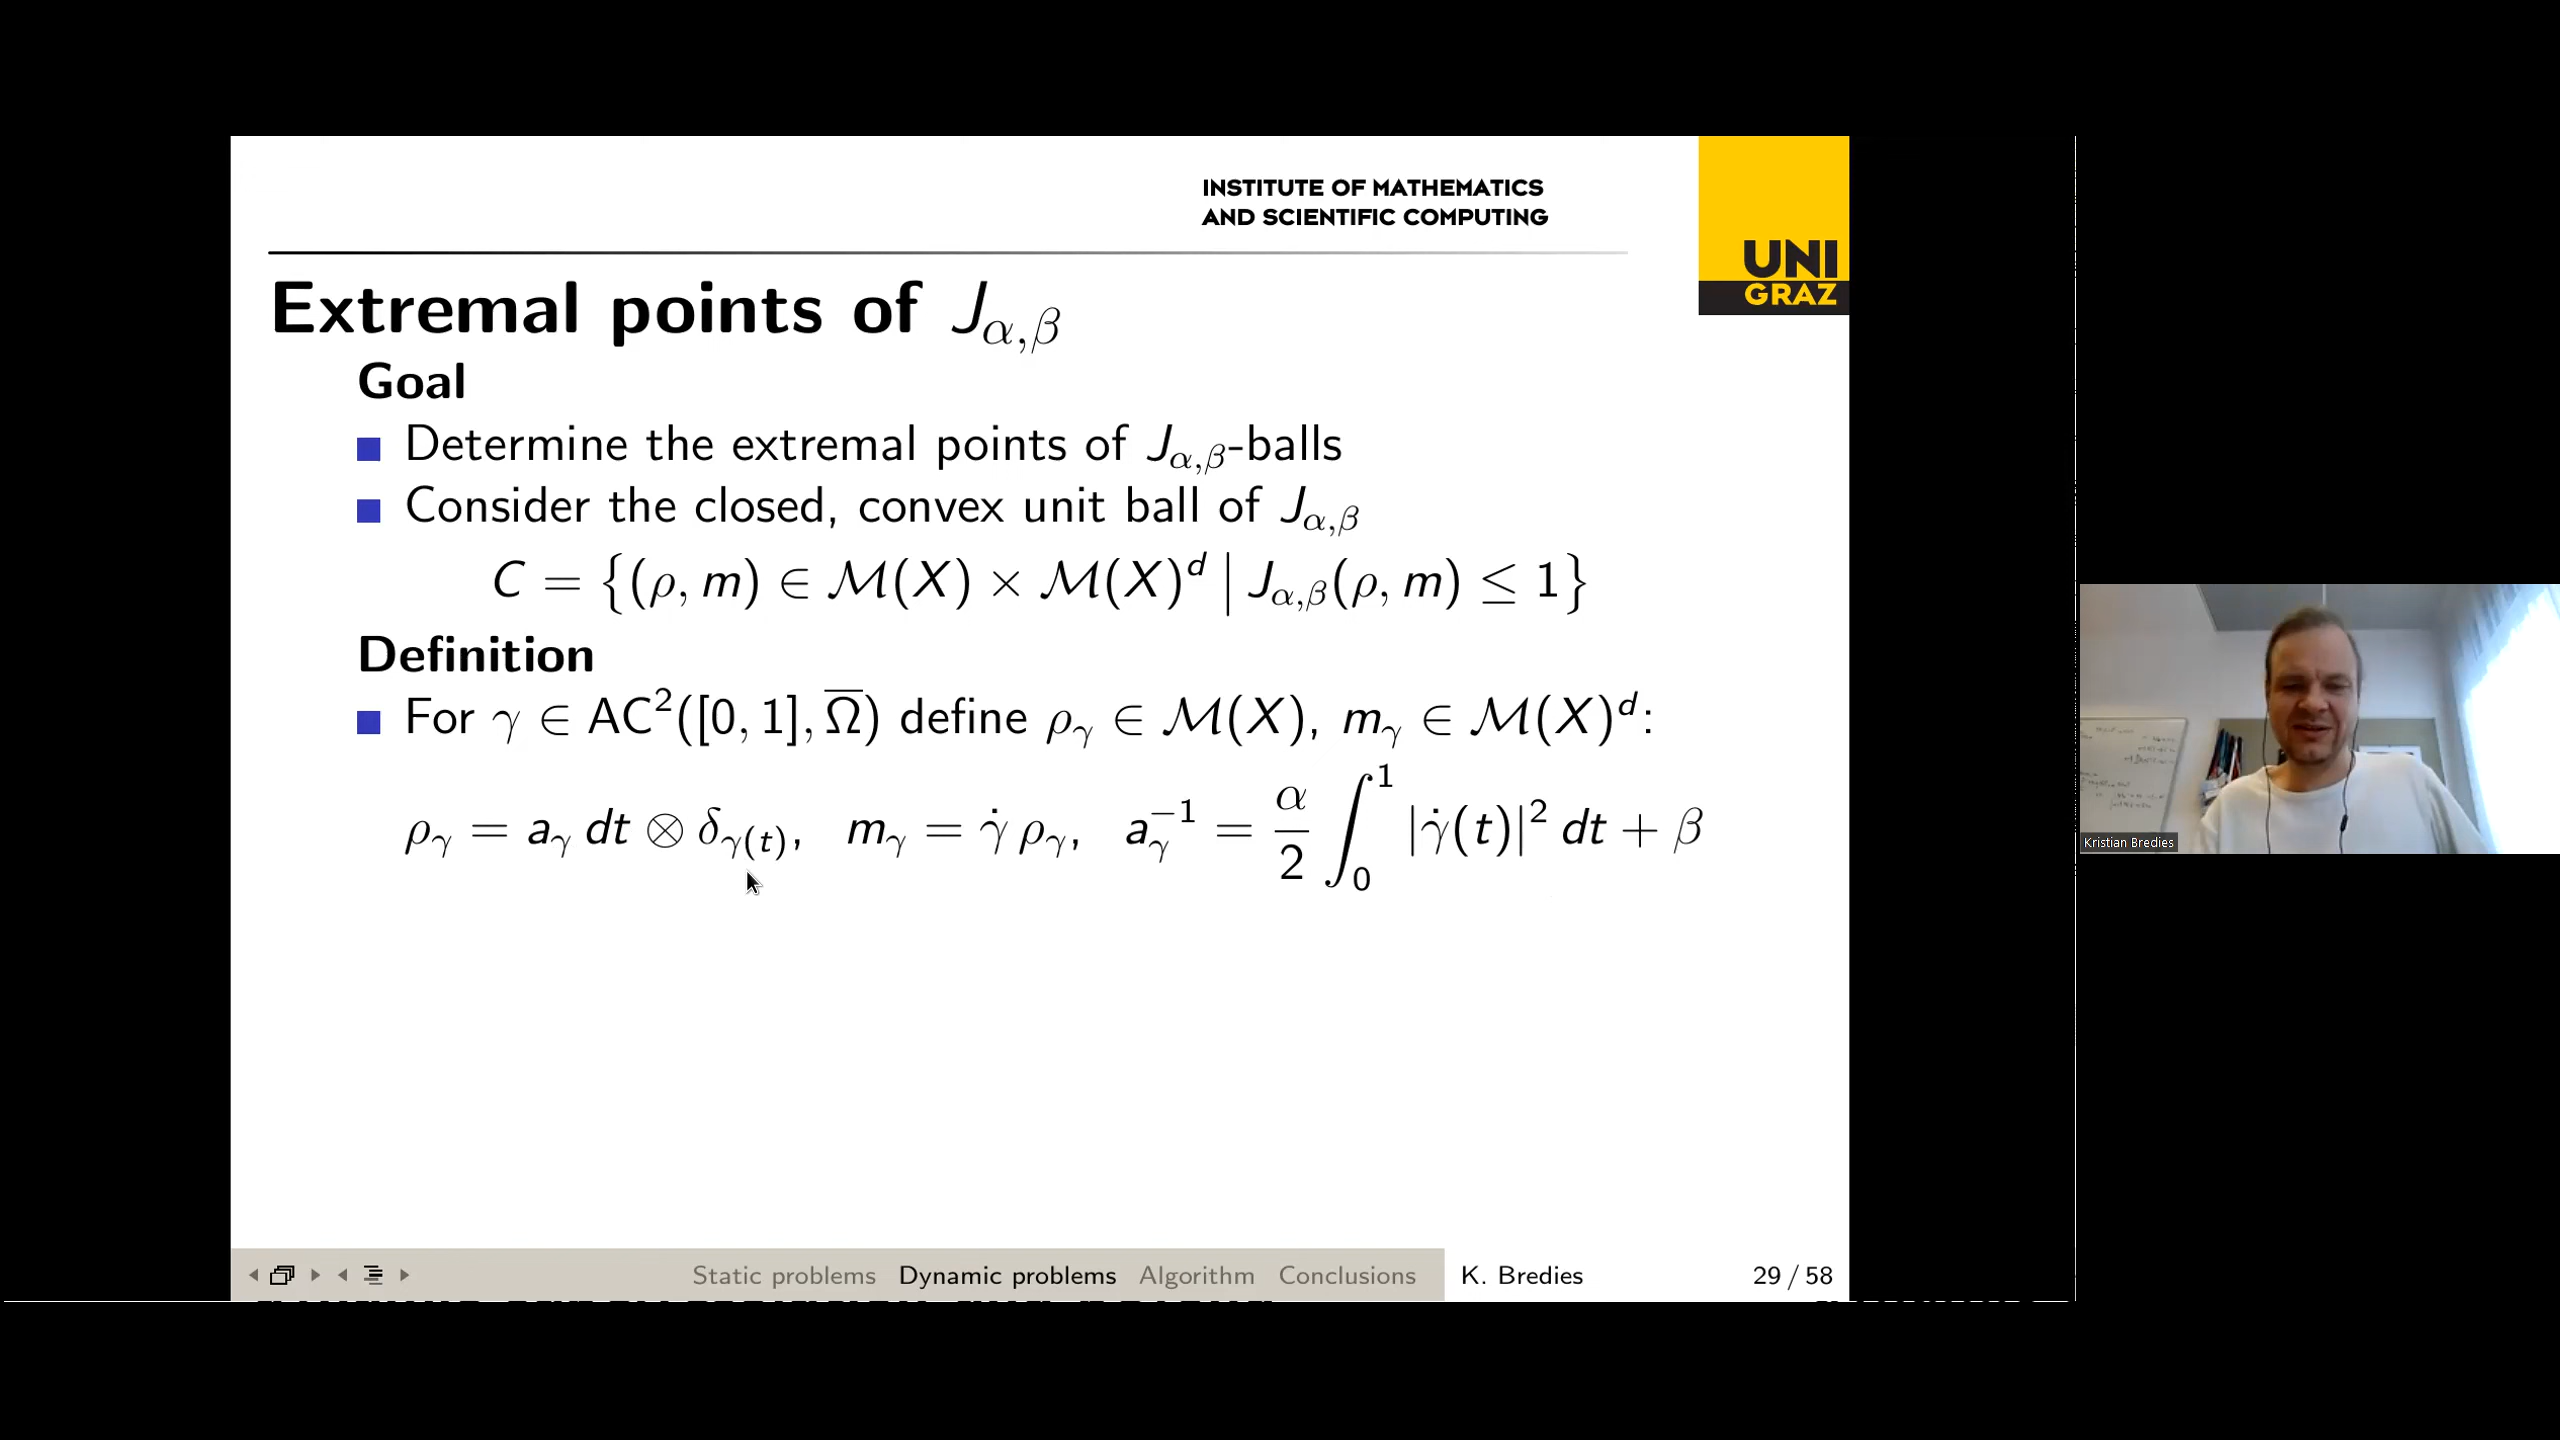 INSTITUTE OF MATHEMATICS
AND SCIENTIFIC COMPUTING
UNI
GRAZ
Extremal points of J_{α,β}
Goal
Determine the extremal points of J_{α,β}-balls
Consider the closed, convex unit ball of J_{α,β}
C = {(ρ, m) ∈ ℳ(X) × ℳ(X)^d | J_{α,β}(ρ, m) ≤ 1}
Definition
For γ ∈ AC²([0, 1], Ω̅) define ρ_γ ∈ ℳ(X), m_γ ∈ ℳ(X)^d:
ρ_γ = a_γ dt ⊗ δ_{γ(t)}, m_γ = γ̇ ρ_γ, a_γ^{-1} = α/2 ∫_0^1 |γ̇(t)|² dt + β
Kristian Bredies
Static problems Dynamic problems Algorithm Conclusions K. Bredies 29 / 58